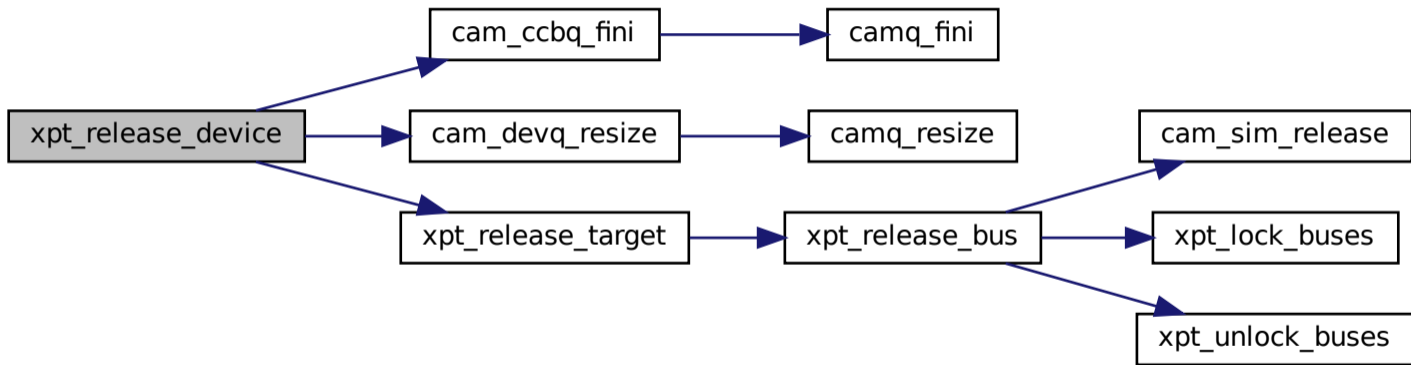 cam_ccbq_fini
camq_fini
xpt_release_device
cam_devq_resize
camq_resize
cam_sim_release
xpt_release_target
xpt_release_bus
xpt_lock_buses
xpt_unlock_buses